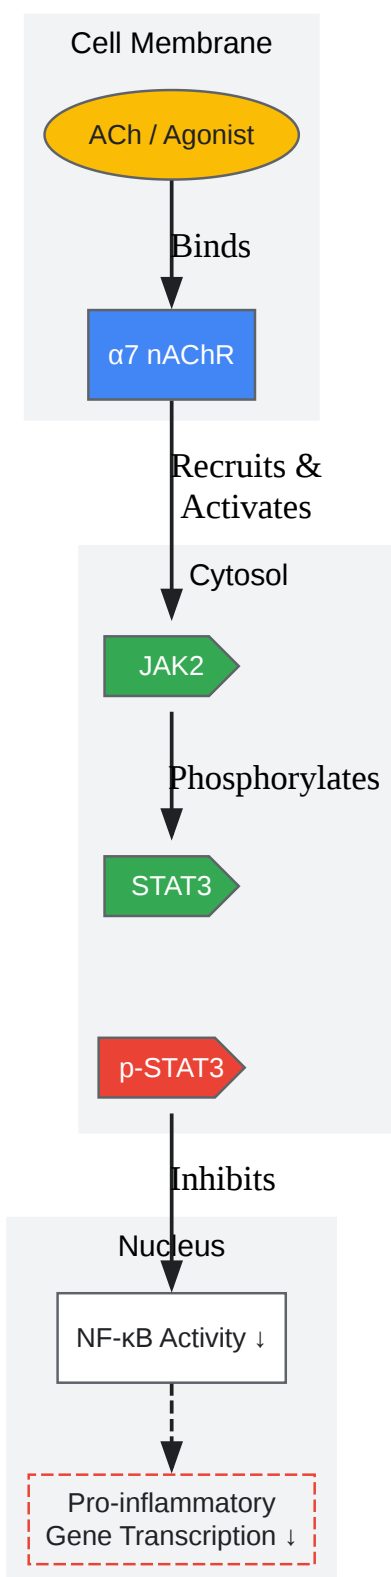 Cell Membrane
ACh / Agonist
Binds
α7 nAChR
Recruits &
Activates
Cytosol
JAK2
Phosphorylates
STAT3
p-STAT3
Inhibits
Nucleus
NF-κB Activity ↓
Pro-inflammatory
Gene Transcription ↓